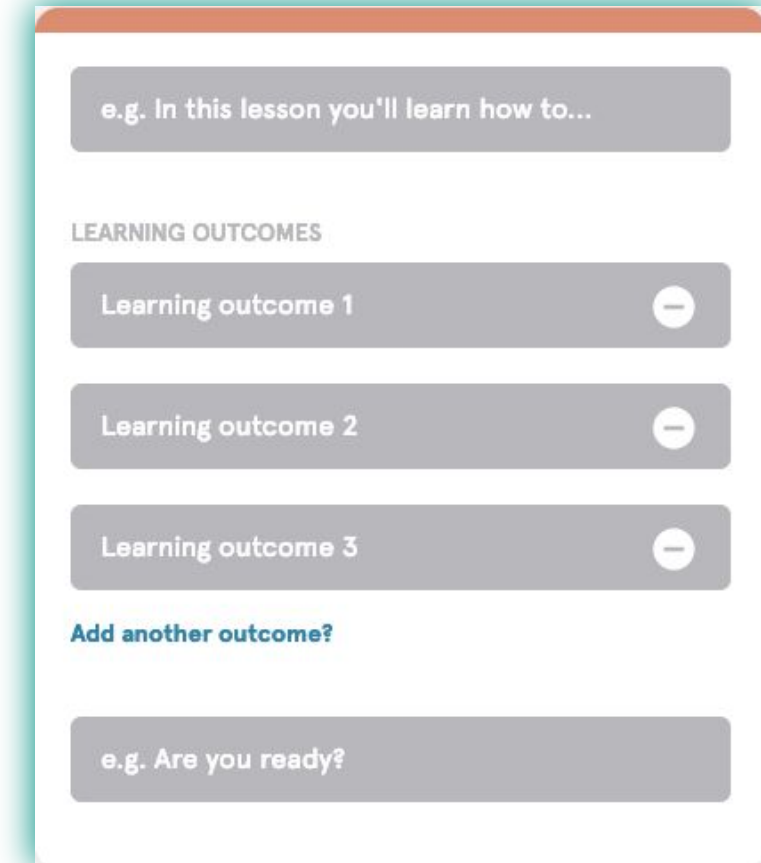 e.g. In this lesson you'll learn how to...
LEARNING OUTCOMES
Learning outcome 1
Learning outcome 2
Learning outcome 3
Add another outcome?
e.g. Are you ready?